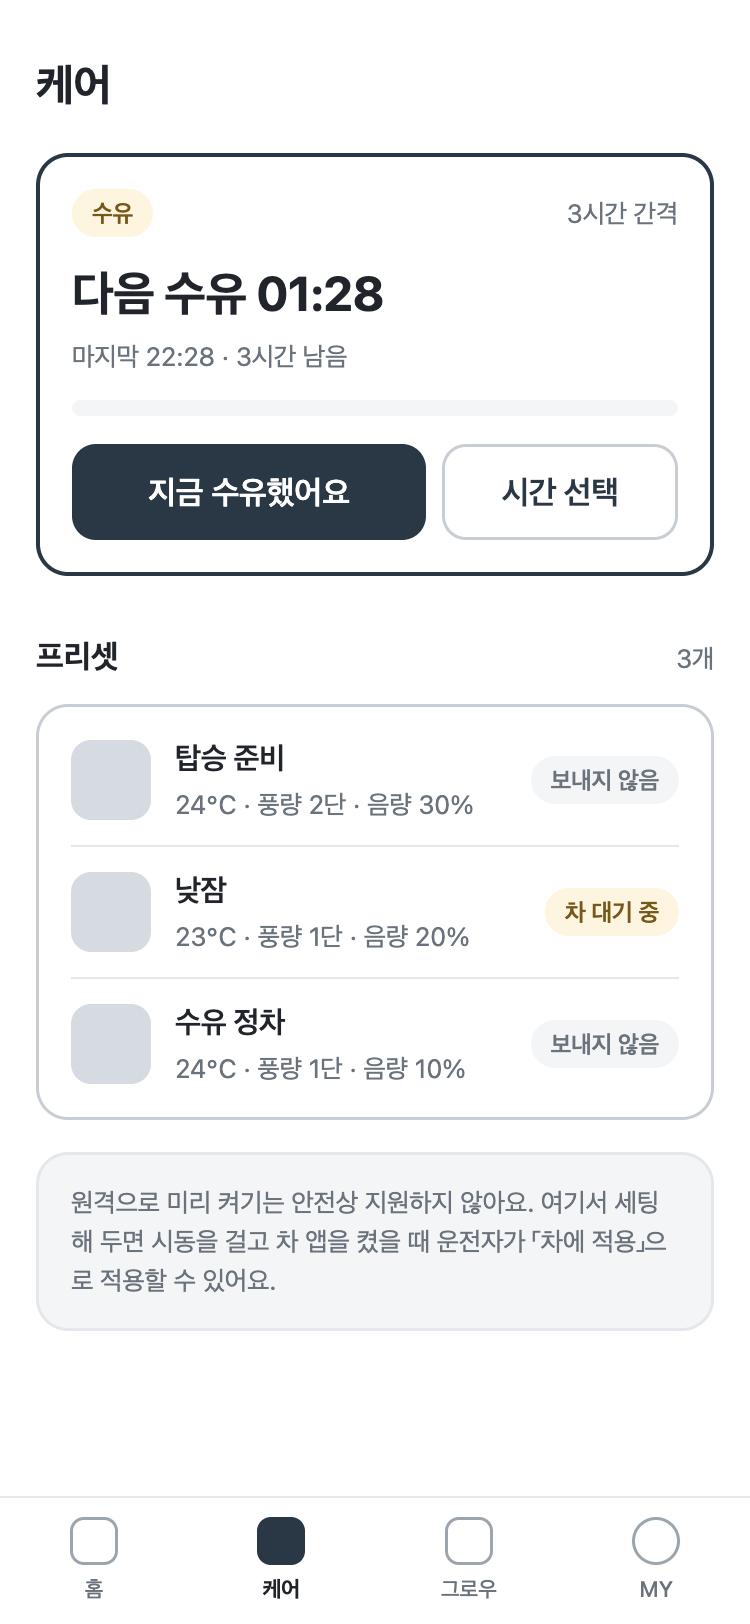 케어
수유
3시간 간격
다음 수유 01:28
마지막 22:28 · 3시간 남음
지금 수유했어요
시간 선택
프리셋
3개
탑승 준비
24°C · 풍량 2단 · 음량 30%
보내지 않음
낮잠
23°C · 풍량 1단 · 음량 20%
차 대기 중
수유 정차
24°C · 풍량 1단 · 음량 10%
보내지 않음
원격으로 미리 켜기는 안전상 지원하지 않아요. 여기서 세팅
해 두면 시동을 걸고 차 앱을 켰을 때 운전자가 「차에 적용」으
로 적용할 수 있어요.
홈
케어
그로우
MY